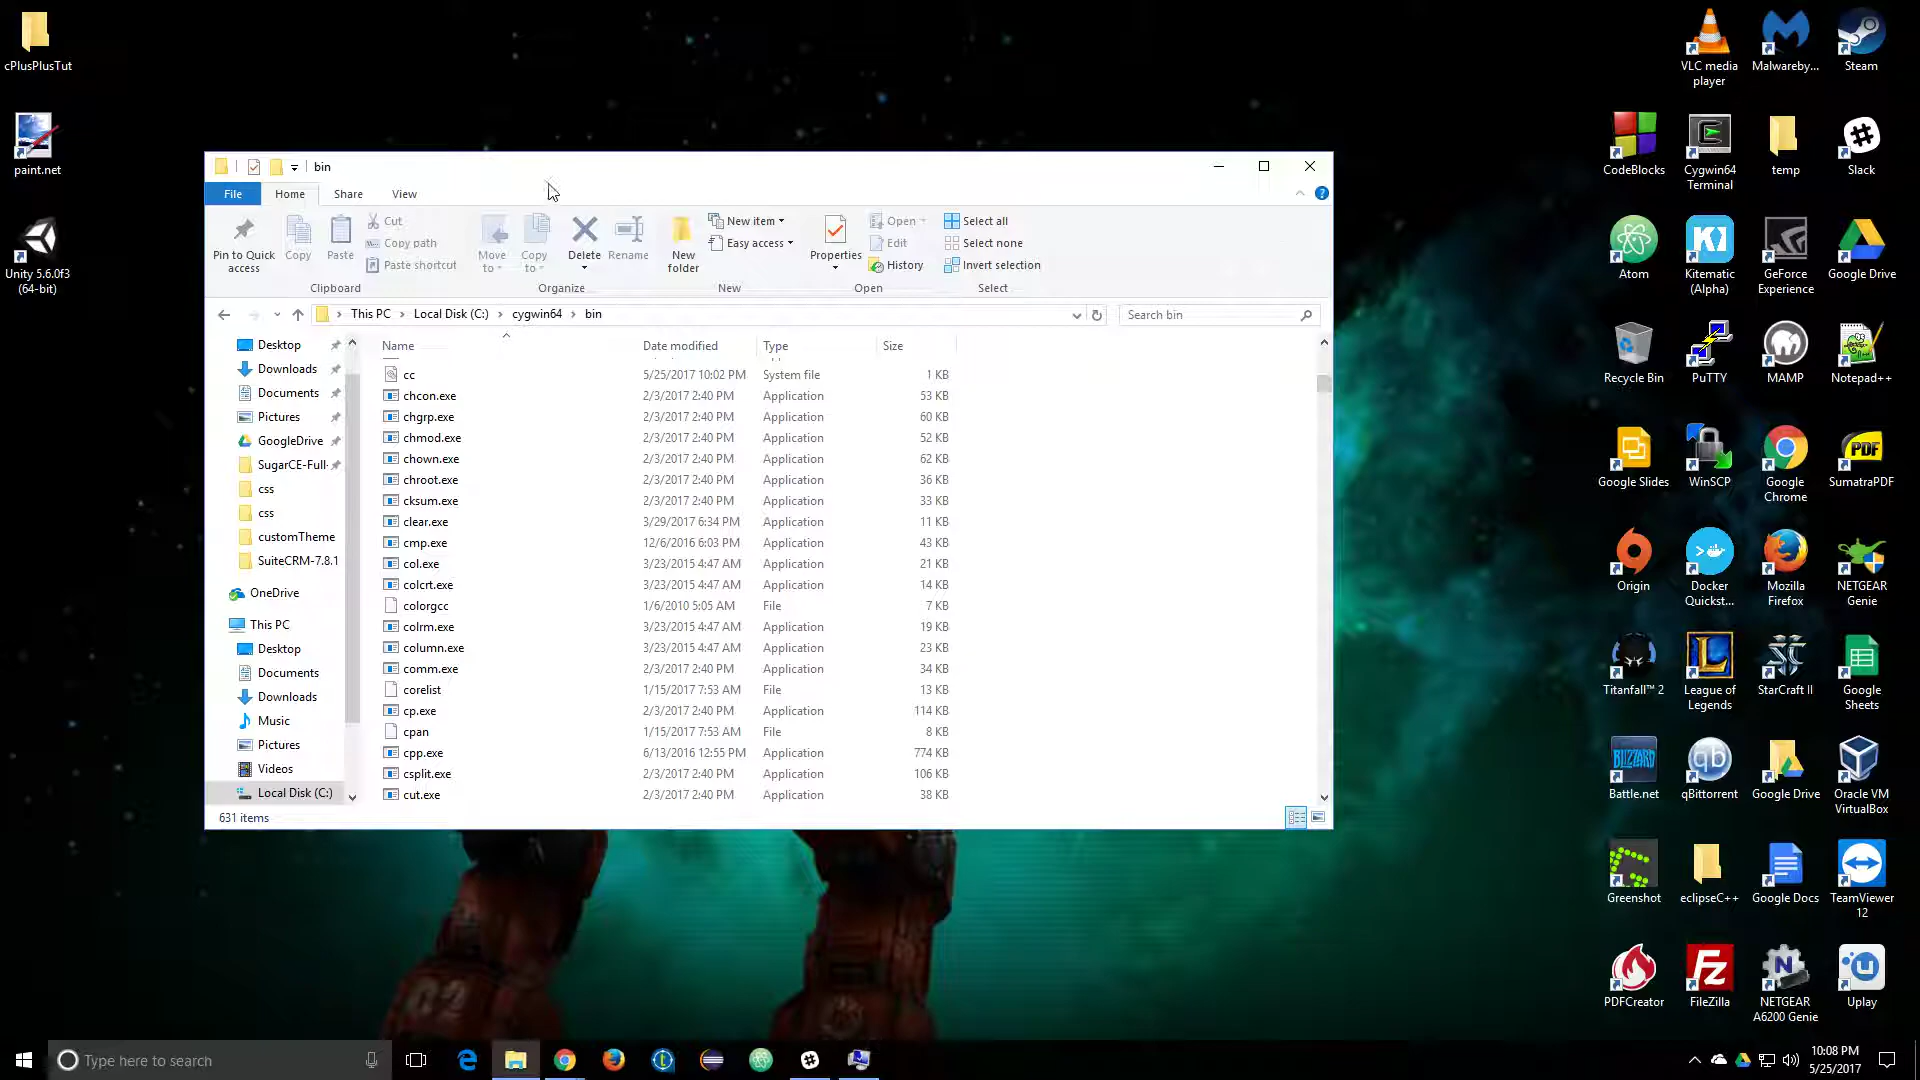 cPlusPlusTut
paint.net
Unity 5.6.0f3
(64-bit)
bin
File
Home
Share
View
Pin to Quick
access
Copy
Paste
Cut
Copy path
Paste shortcut
Clipboard
Move
to
Copy
to
Delete
Rename
Organize
New
folder
New item
Easy access
New
Properties
Open
Edit
History
Open
Select all
Select none
Invert selection
Select
This PC
Local Disk (C:)
cygwin64
bin
Search bin
Desktop
Downloads
Documents
Pictures
GoogleDrive
SugarCE-Full-
css
css
customTheme
SuiteCRM-7.8.1
OneDrive
This PC
Desktop
Documents
Downloads
Music
Pictures
Videos
Local Disk (C:)
Name Date modified Type Size
cc 5/25/2017 10:02 PM System file 1 KB
chcon.exe 2/3/2017 2:40 PM Application 53 KB
chgrp.exe 2/3/2017 2:40 PM Application 60 KB
chmod.exe 2/3/2017 2:40 PM Application 52 KB
chown.exe 2/3/2017 2:40 PM Application 62 KB
chroot.exe 2/3/2017 2:40 PM Application 36 KB
cksum.exe 2/3/2017 2:40 PM Application 33 KB
clear.exe 3/29/2017 6:34 PM Application 11 KB
cmp.exe 12/6/2016 6:03 PM Application 43 KB
col.exe 3/23/2015 4:47 AM Application 21 KB
colcrt.exe 3/23/2015 4:47 AM Application 14 KB
colorgcc 1/6/2010 5:05 AM File 7 KB
colrm.exe 3/23/2015 4:47 AM Application 19 KB
column.exe 3/23/2015 4:47 AM Application 23 KB
comm.exe 2/3/2017 2:40 PM Application 34 KB
corelist 1/15/2017 7:53 AM File 13 KB
cp.exe 2/3/2017 2:40 PM Application 114 KB
cpan 1/15/2017 7:53 AM File 8 KB
cpp.exe 6/13/2016 12:55 PM Application 774 KB
csplit.exe 2/3/2017 2:40 PM Application 106 KB
cut.exe 2/3/2017 2:40 PM Application 38 KB
631 items
VLC media
player
Malwareby...
Steam
CodeBlocks
Cygwin64
Terminal
temp
Slack
Atom
Kitematic
(Alpha)
GeForce
Experience
Google Drive
Recycle Bin
PuTTY
MAMP
Notepad++
Google Slides
WinSCP
Google
Chrome
PDF
SumatraPDF
Origin
Docker
Quickst...
Mozilla
Firefox
NETGEAR
Genie
Titanfall™ 2
League of
Legends
StarCraft II
Google
Sheets
BLIZZARD
Battle.net
qb
qBittorrent
Google Drive
Oracle VM
VirtualBox
Greenshot
eclipseC++
Google Docs
TeamViewer
12
PDFCreator
Fz
FileZilla
N
NETGEAR
A6200 Genie
Uplay
Type here to search
10:08 PM
5/25/2017